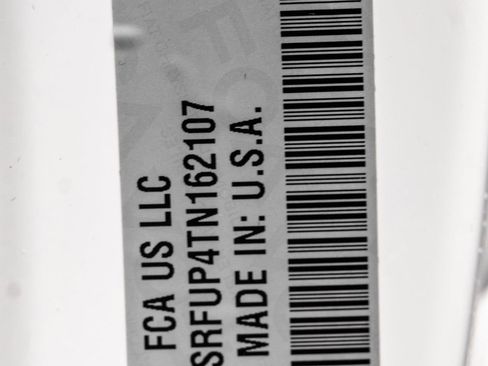 FCA US LLC
SRFUP4TN162107
MADE IN: U.S.A.